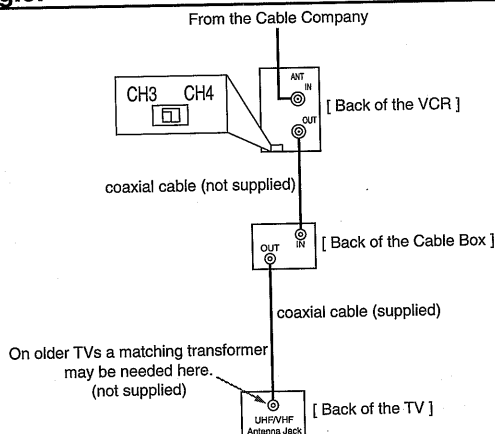 From the Cable Company
ANT
IN
CH3 CH4
[ Back of the VCR ]
OUT
coaxial cable (not supplied)
IN
[ Back of the Cable Box ]
OUT
coaxial cable (supplied)
On older TVs a matching transformer
may be needed here.
(not supplied)
[ Back of the TV ]
UHF/VHF
Antenna Jack